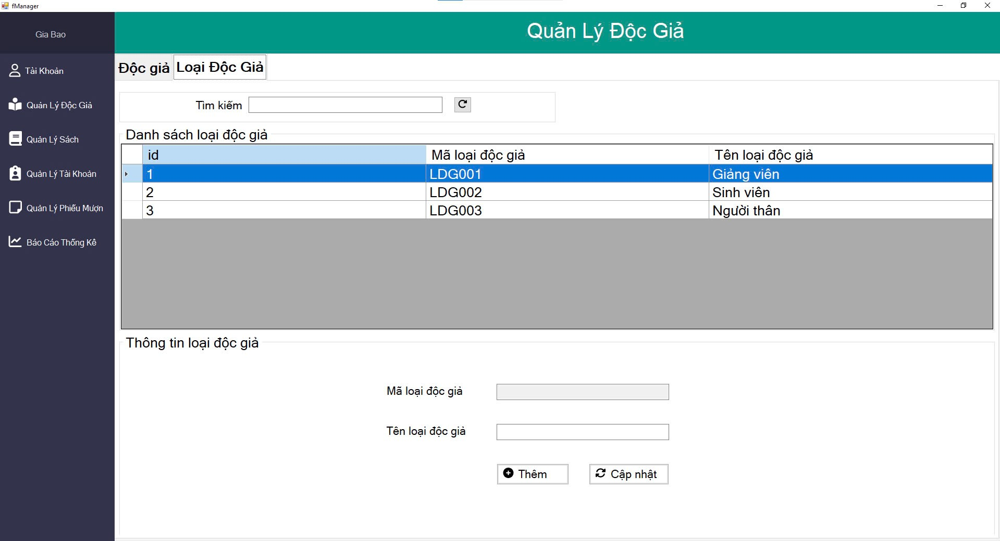 fManager
Gia Bao
Quản Lý Độc Giả
Tài Khoản
Quản Lý Độc Giả
Quản Lý Sách
Quản Lý Tài Khoản
Quản Lý Phiếu Mượn
Báo Cáo Thống Kê
Độc giả Loại Độc Giả
Tìm kiếm
Danh sách loại độc giả
id Mã loại độc giả Tên loại độc giả
1 LDG001 Giảng viên
2 LDG002 Sinh viên
3 LDG003 Người thân
Thông tin loại độc giả
Mã loại độc giả
Tên loại độc giả
Thêm Cập nhật